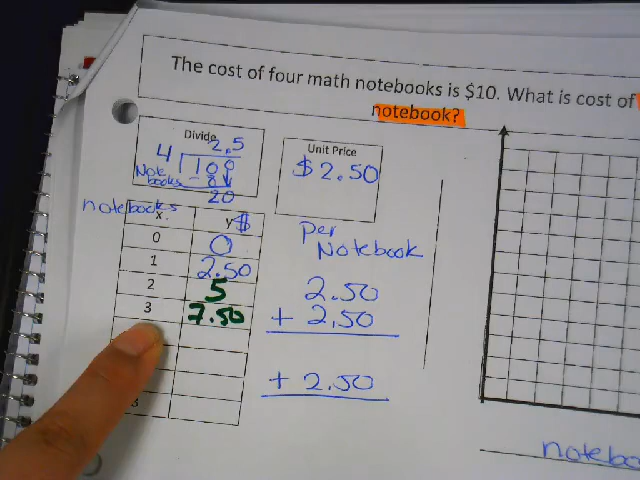 The cost of four math notebooks is $10. What is cost of
notebook?
Divide
2.5
4 100
Note
books - 8
20
Unit Price
$2.50
per
Notebook
notebooks
x y $
0 0
1 2.50
2 5
3 7.50
2.50
+ 2.50
+ 2.50